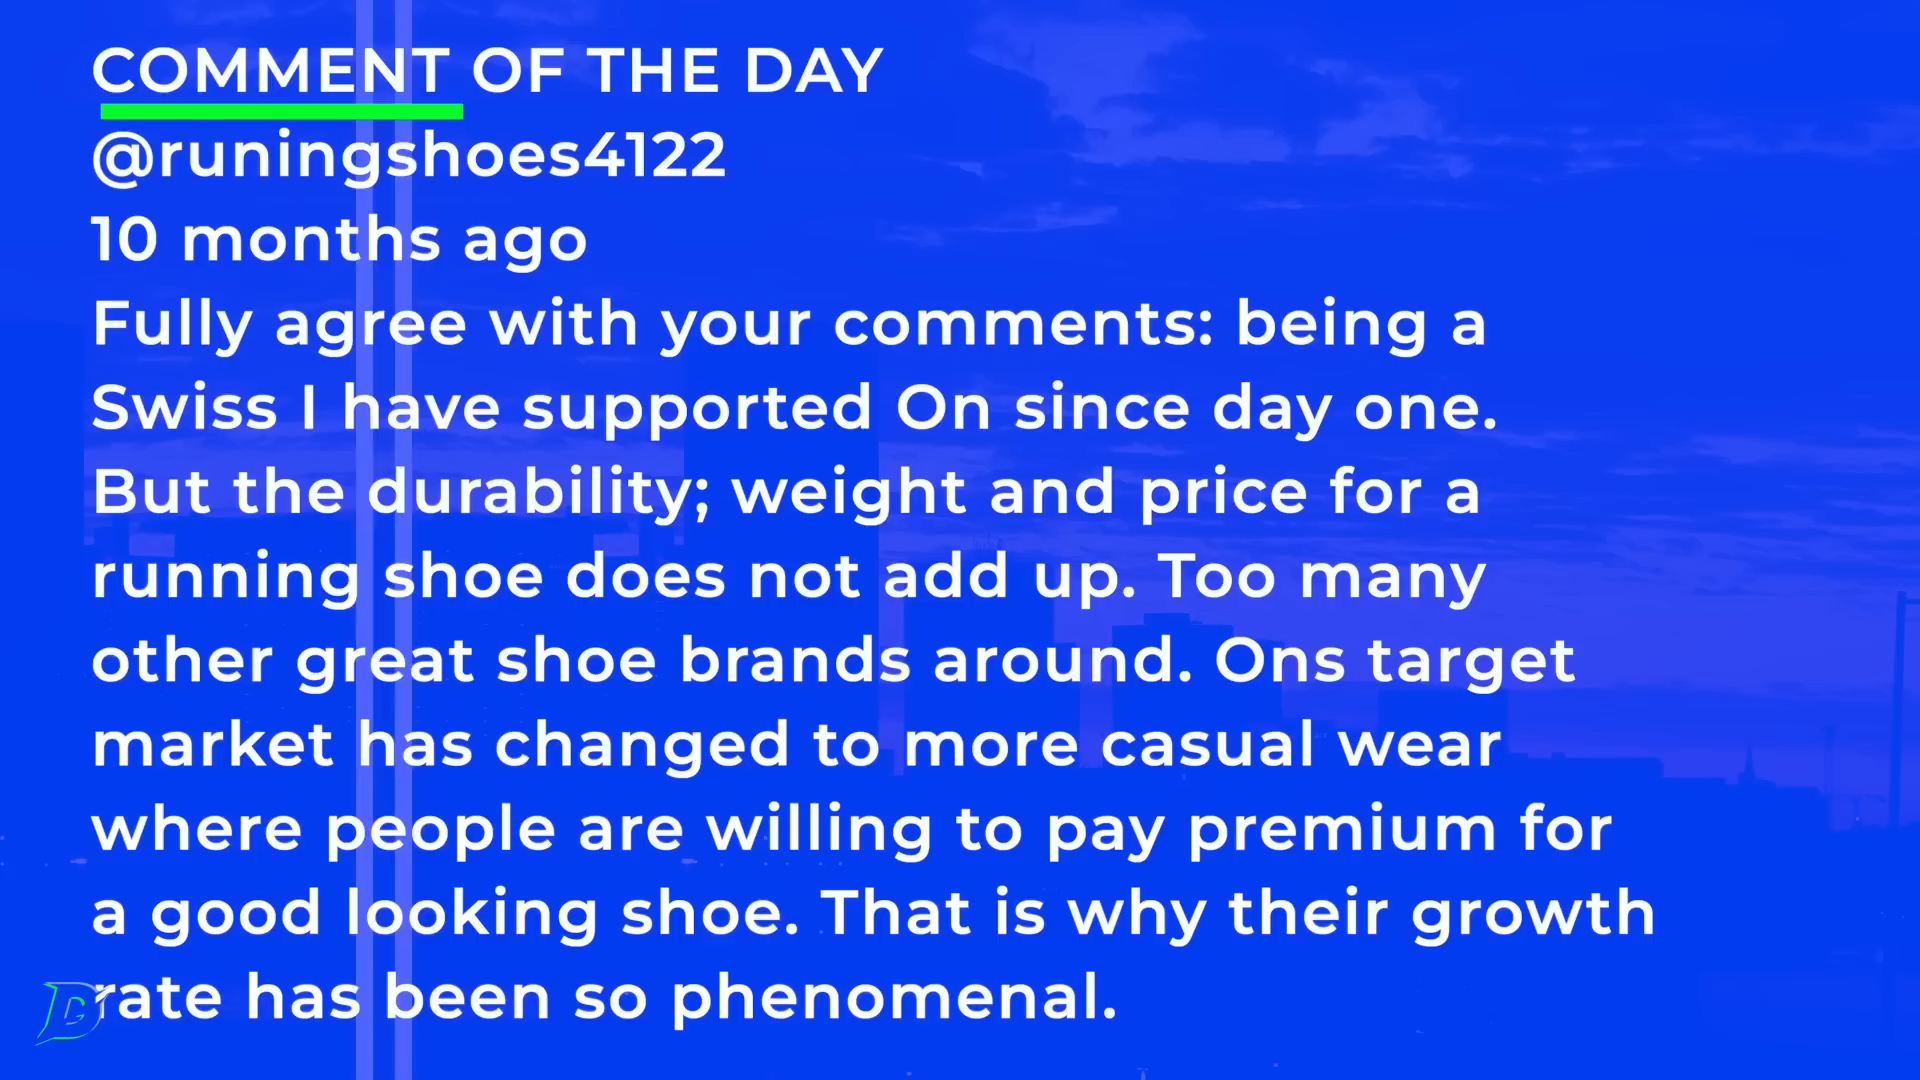 COMMENT OF THE DAY
@runingshoes4122
10 months ago
Fully agree with your comments: being a
Swiss I have supported On since day one.
But the durability; weight and price for a
running shoe does not add up. Too many
other great shoe brands around. Ons target
market has changed to more casual wear
where people are willing to pay premium for
a good looking shoe. That is why their growth
rate has been so phenomenal.